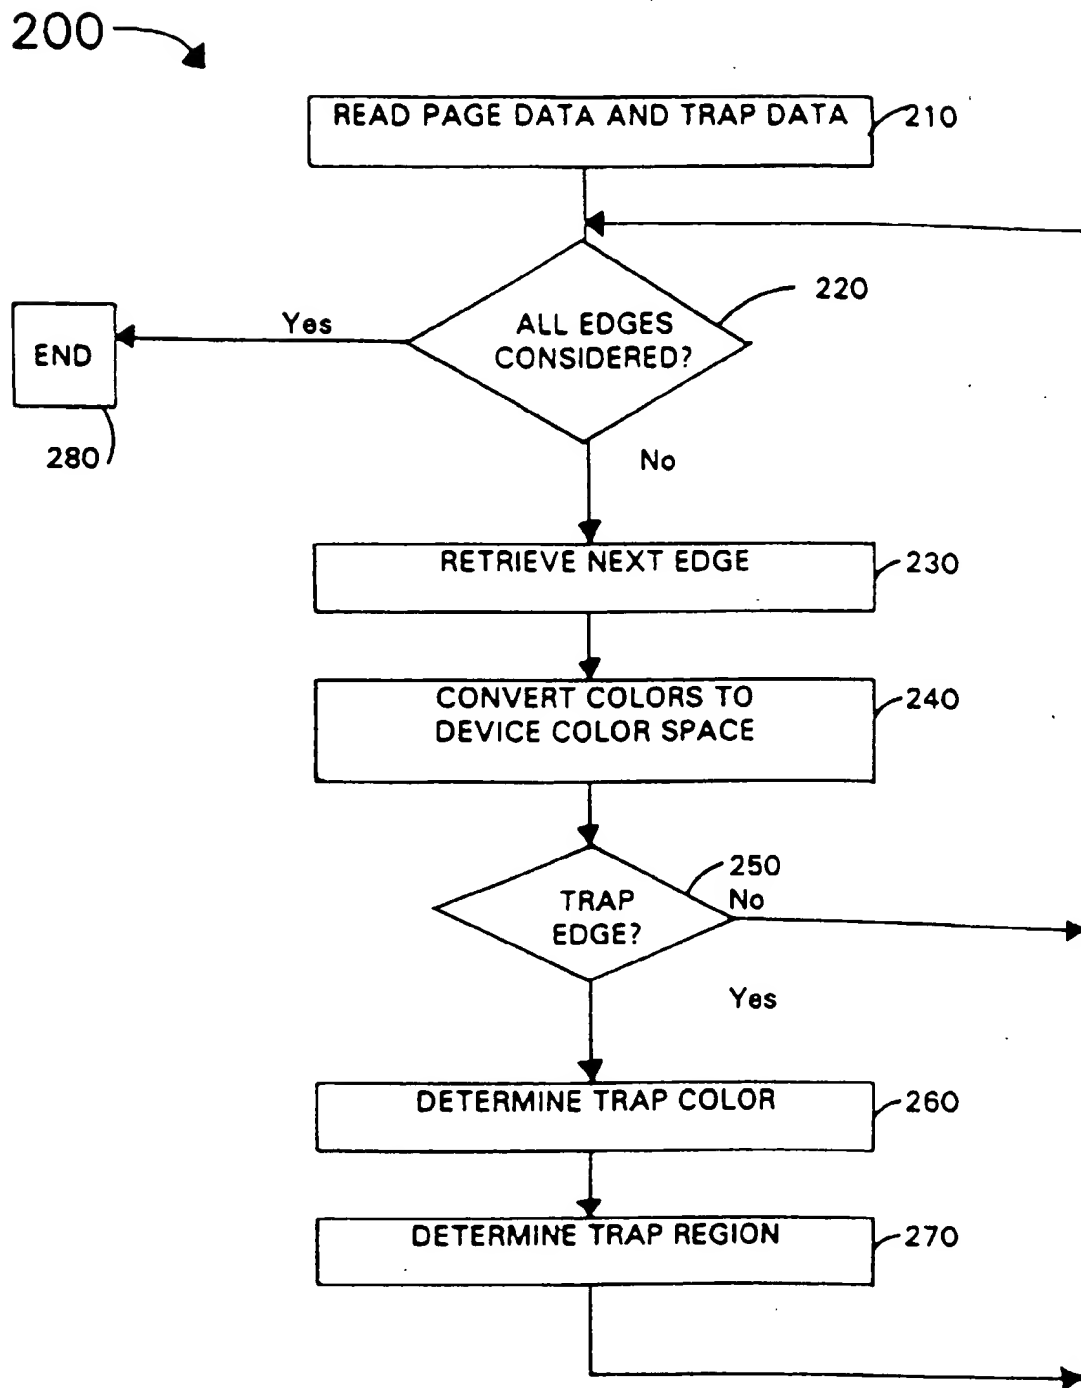 200
READ PAGE DATA AND TRAP DATA
210
220
ALL EDGES
CONSIDERED?
Yes
END
280
No
RETRIEVE NEXT EDGE
230
CONVERT COLORS TO
DEVICE COLOR SPACE
240
250
No
TRAP
EDGE?
Yes
DETERMINE TRAP COLOR
260
DETERMINE TRAP REGION
270